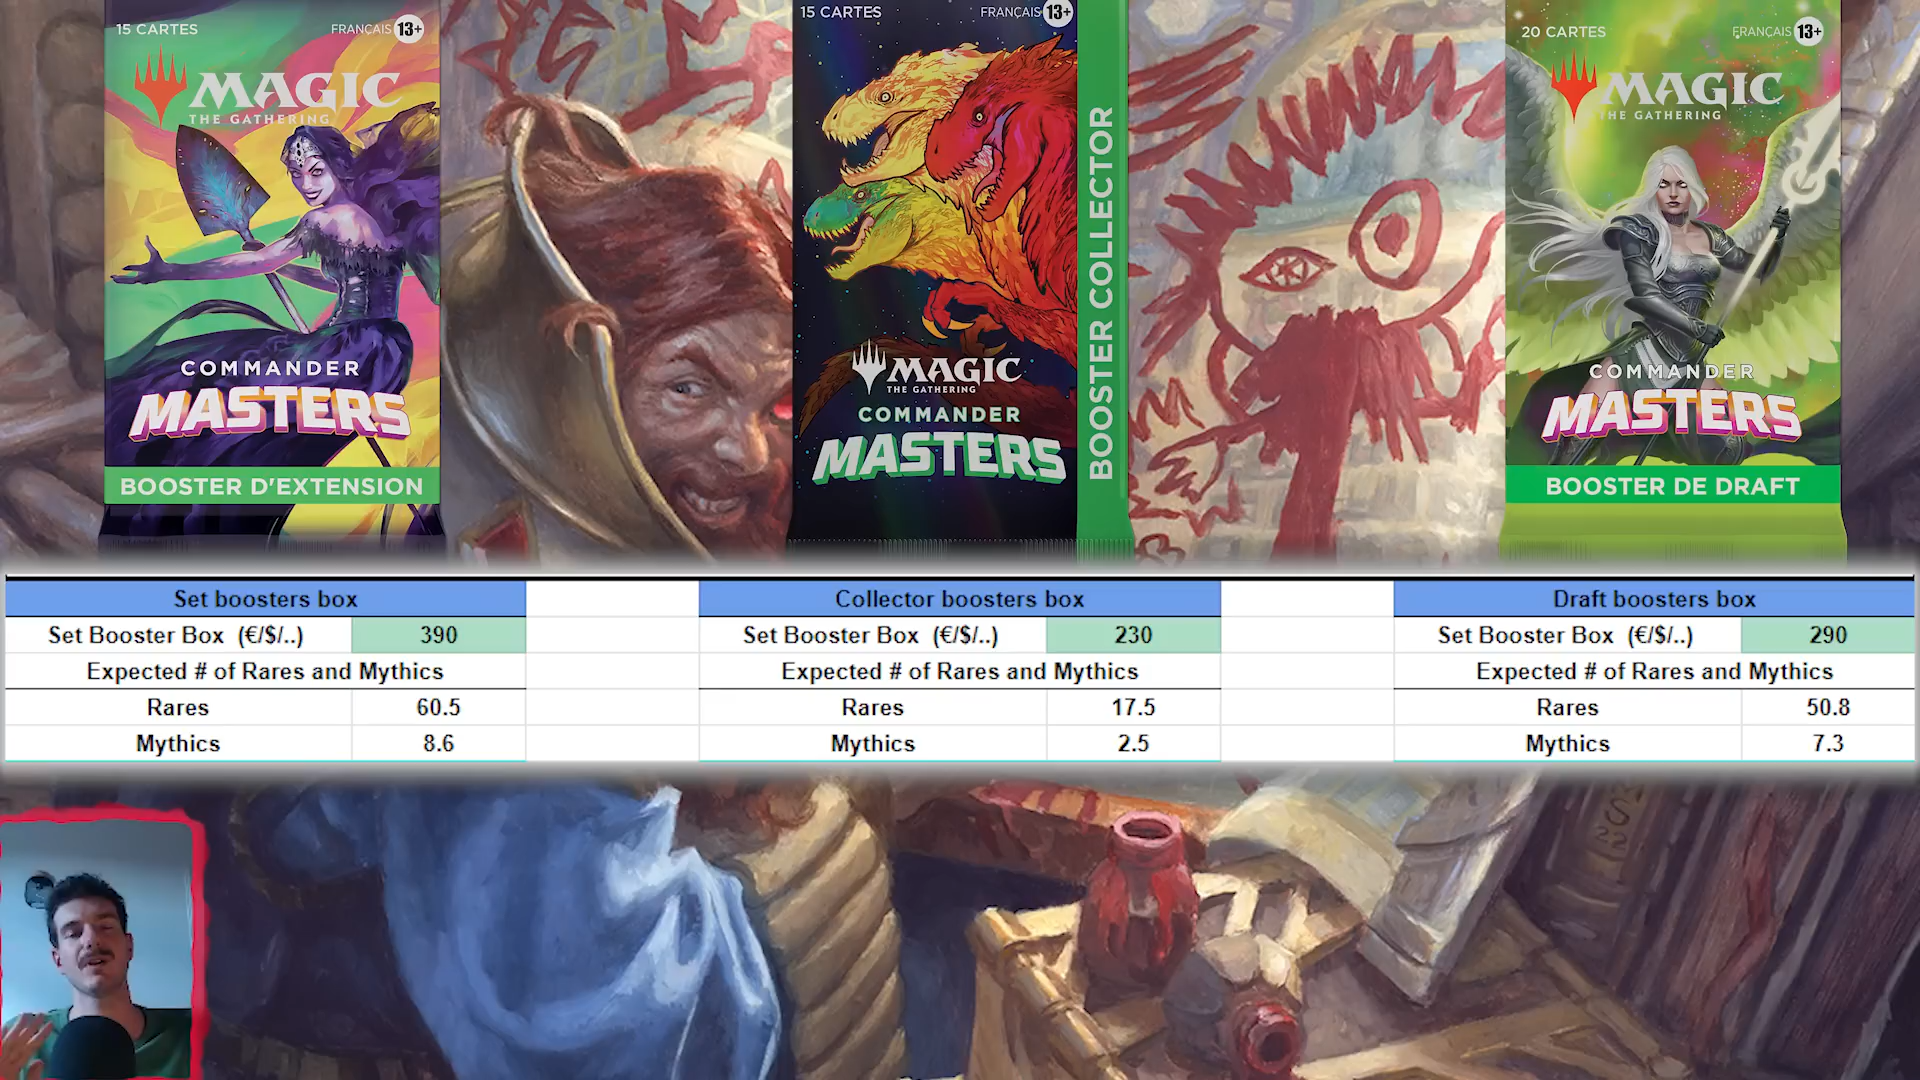 15 CARTES
FRANÇAIS 13+
MAGIC
THE GATHERING
COMMANDER
MASTERS
BOOSTER D'EXTENSION
15 CARTES
FRANÇAIS 13+
BOOSTER COLLECTOR
MAGIC
THE GATHERING
COMMANDER
MASTERS
20 CARTES
FRANÇAIS 13+
MAGIC
THE GATHERING
COMMANDER
MASTERS
BOOSTER DE DRAFT
Set boosters box
Set Booster Box (€/$/..) 390
Expected # of Rares and Mythics
Rares 60.5
Mythics 8.6
Collector boosters box
Set Booster Box (€/$/..) 230
Expected # of Rares and Mythics
Rares 17.5
Mythics 2.5
Draft boosters box
Set Booster Box (€/$/..) 290
Expected # of Rares and Mythics
Rares 50.8
Mythics 7.3